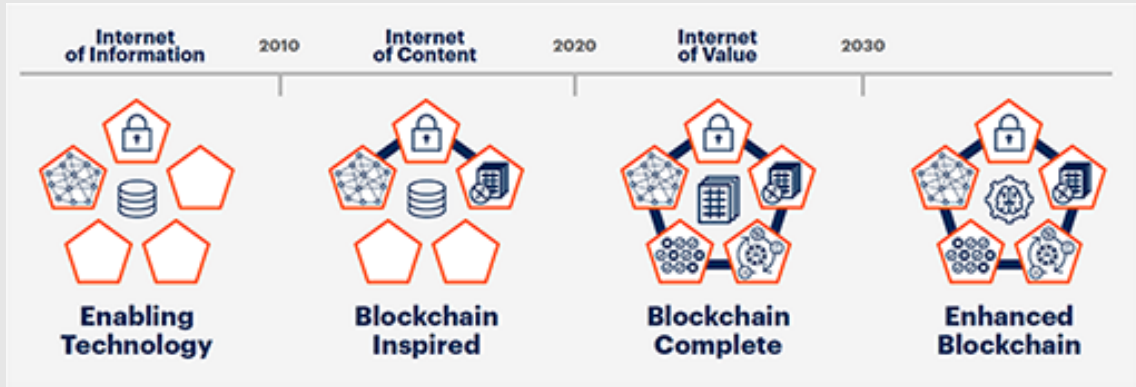 Internet
of Information
2010
Internet
of Content
2020
Internet
of Value
2030
Enabling
Technology
Blockchain
Inspired
Blockchain
Complete
Enhanced
Blockchain